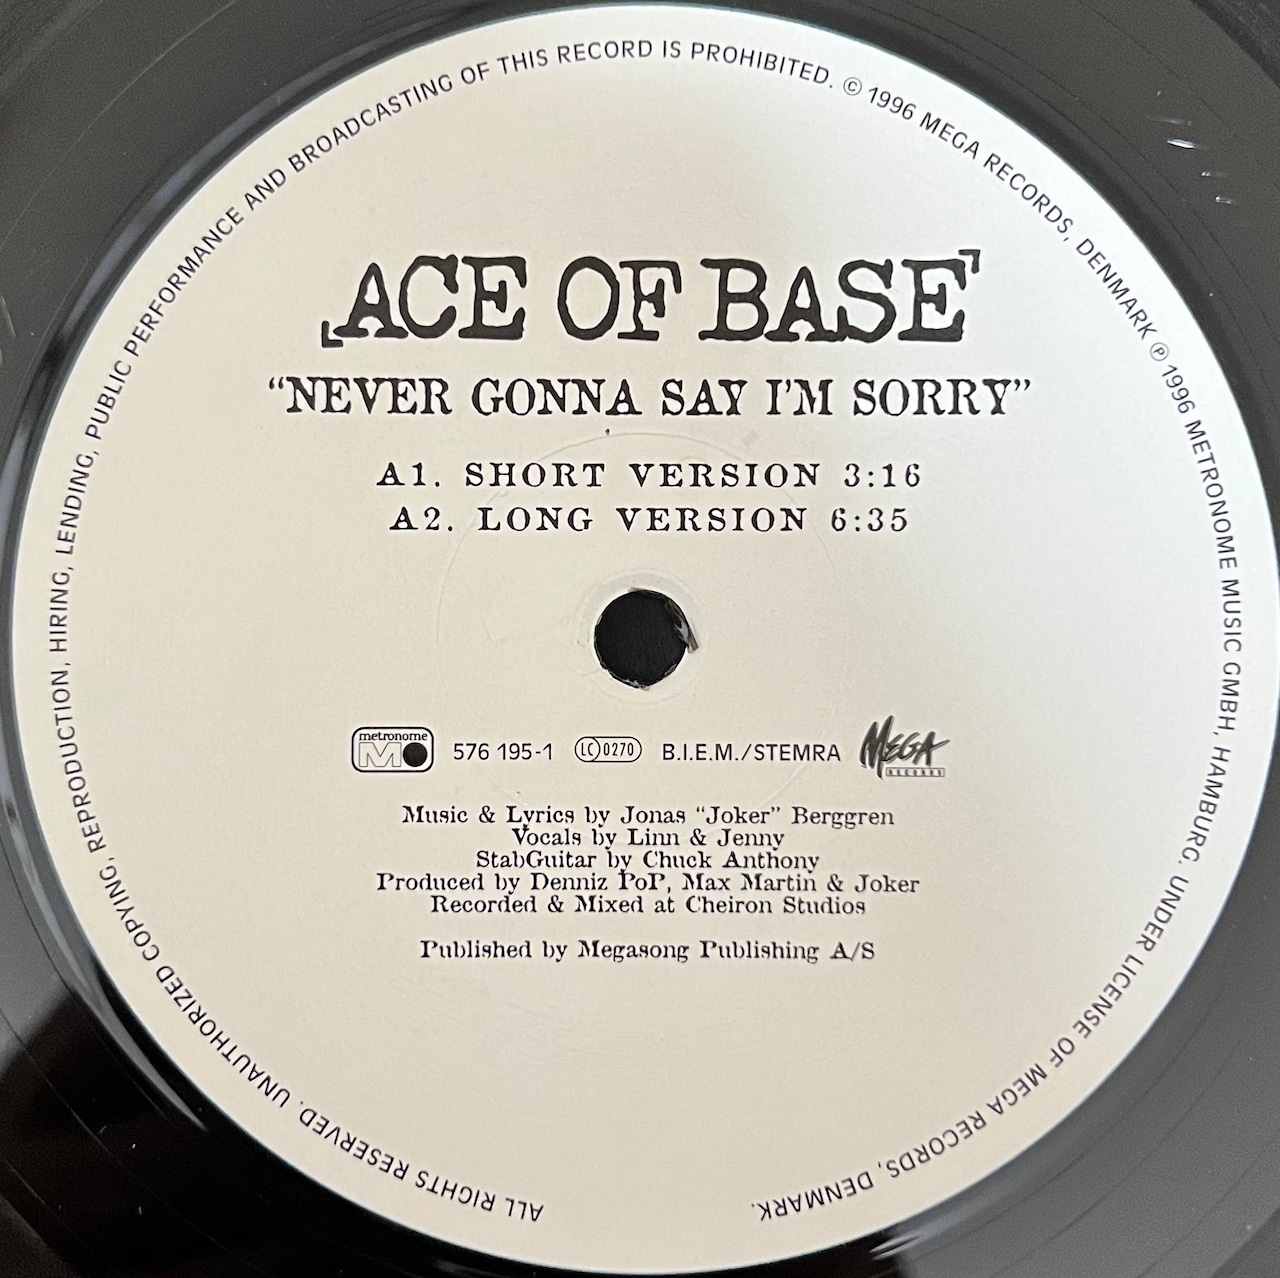 ALL RIGHTS RESERVED. UNAUTHORIZED COPYING, REPRODUCTION, HIRING, LENDING, PUBLIC PERFORMANCE AND BROADCASTING OF THIS RECORD IS PROHIBITED. © 1996 MEGA RECORDS, DENMARK ℗ 1996 METRONOME MUSIC GMBH, HAMBURG. UNDER LICENSE OF MEGA RECORDS, DENMARK.
ACE OF BASE
“NEVER GONNA SAY I'M SORRY”
A1. SHORT VERSION 3:16
A2. LONG VERSION 6:35
metronome
M
576 195-1 LC 0270 B.I.E.M./STEMRA MEGA
RECORDS
Music & Lyrics by Jonas “Joker” Berggren
Vocals by Linn & Jenny
StabGuitar by Chuck Anthony
Produced by Denniz PoP, Max Martin & Joker
Recorded & Mixed at Cheiron Studios
Published by Megasong Publishing A/S